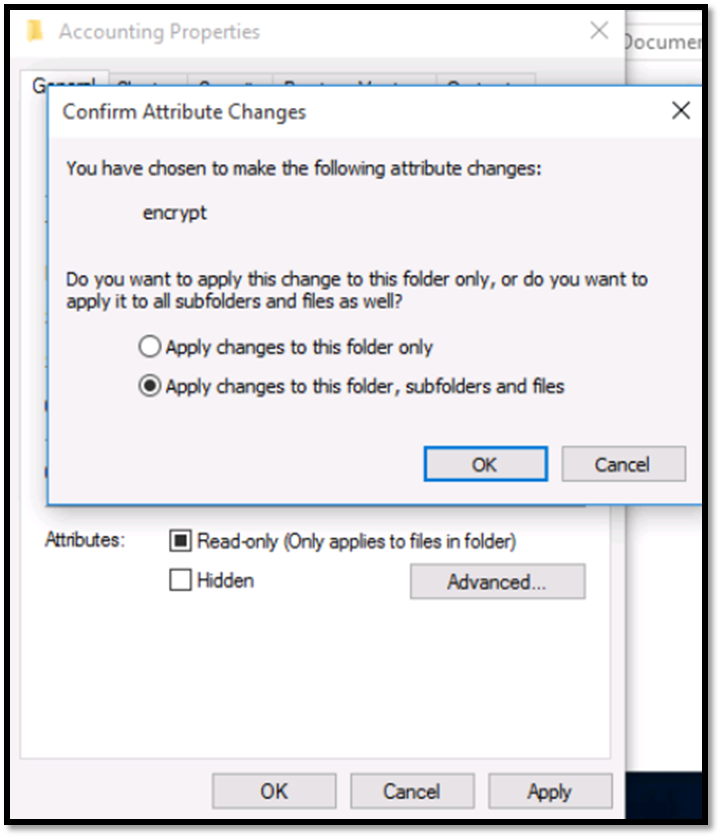 Accounting Properties
General
Confirm Attribute Changes
You have chosen to make the following attribute changes:
encrypt
Do you want to apply this change to this folder only, or do you want to
apply it to all subfolders and files as well?
Apply changes to this folder only
Apply changes to this folder, subfolders and files
OK Cancel
Attributes: Read-only (Only applies to files in folder)
Hidden Advanced...
OK Cancel Apply